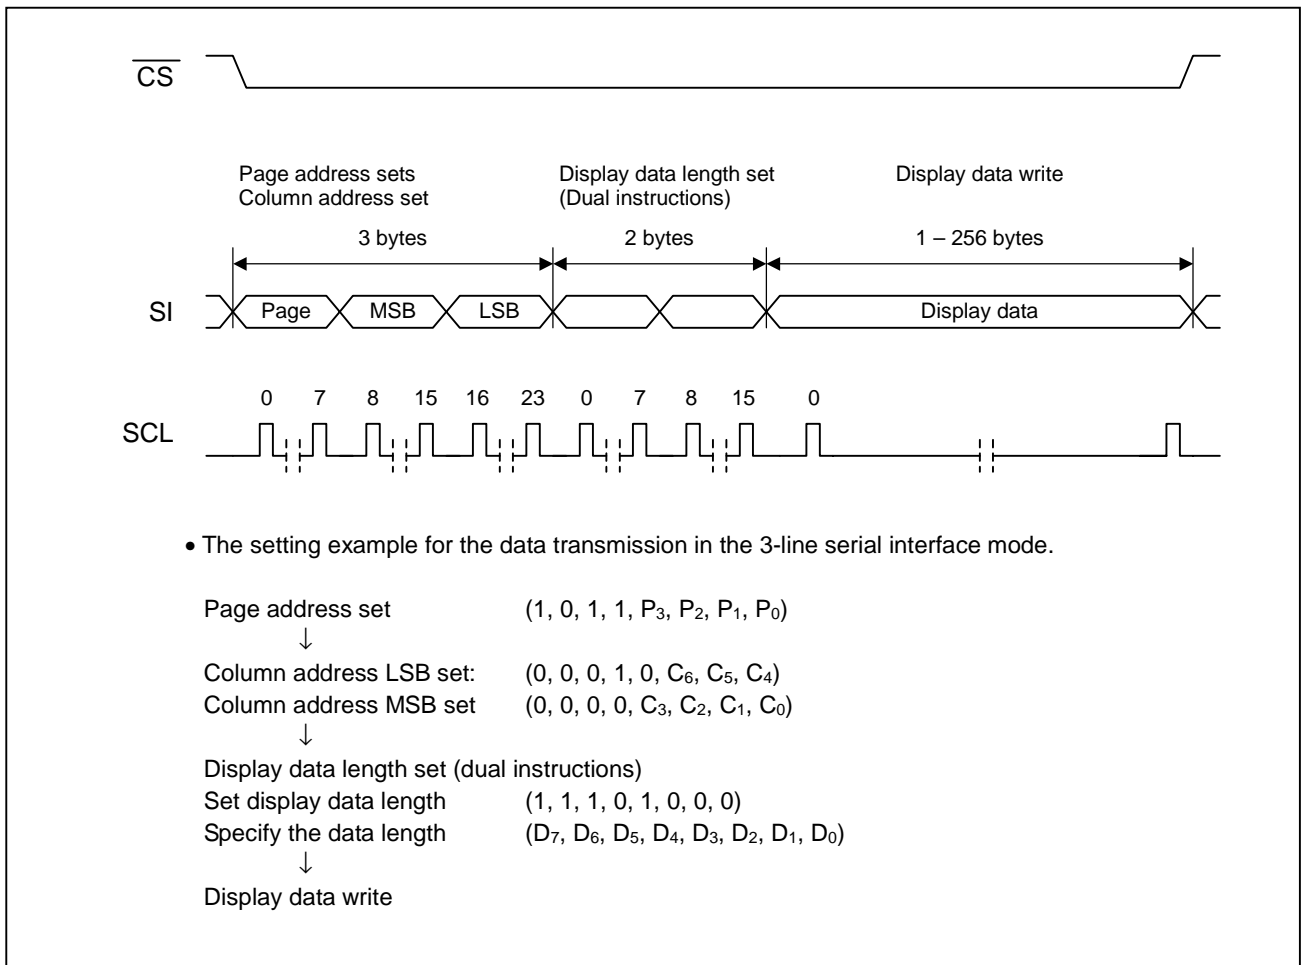 CS
Page address sets
Column address set
Display data length set
(Dual instructions)
Display data write
3 bytes
2 bytes
1 – 256 bytes
SI
Page
MSB
LSB
Display data
0 7 8 15 16 23 0 7 8 15 0
SCL
• The setting example for the data transmission in the 3-line serial interface mode.
Page address set (1, 0, 1, 1, P₃, P₂, P₁, P₀)
↓
Column address LSB set: (0, 0, 0, 1, 0, C₆, C₅, C₄)
Column address MSB set (0, 0, 0, 0, C₃, C₂, C₁, C₀)
↓
Display data length set (dual instructions)
Set display data length (1, 1, 1, 0, 1, 0, 0, 0)
Specify the data length (D₇, D₆, D₅, D₄, D₃, D₂, D₁, D₀)
↓
Display data write